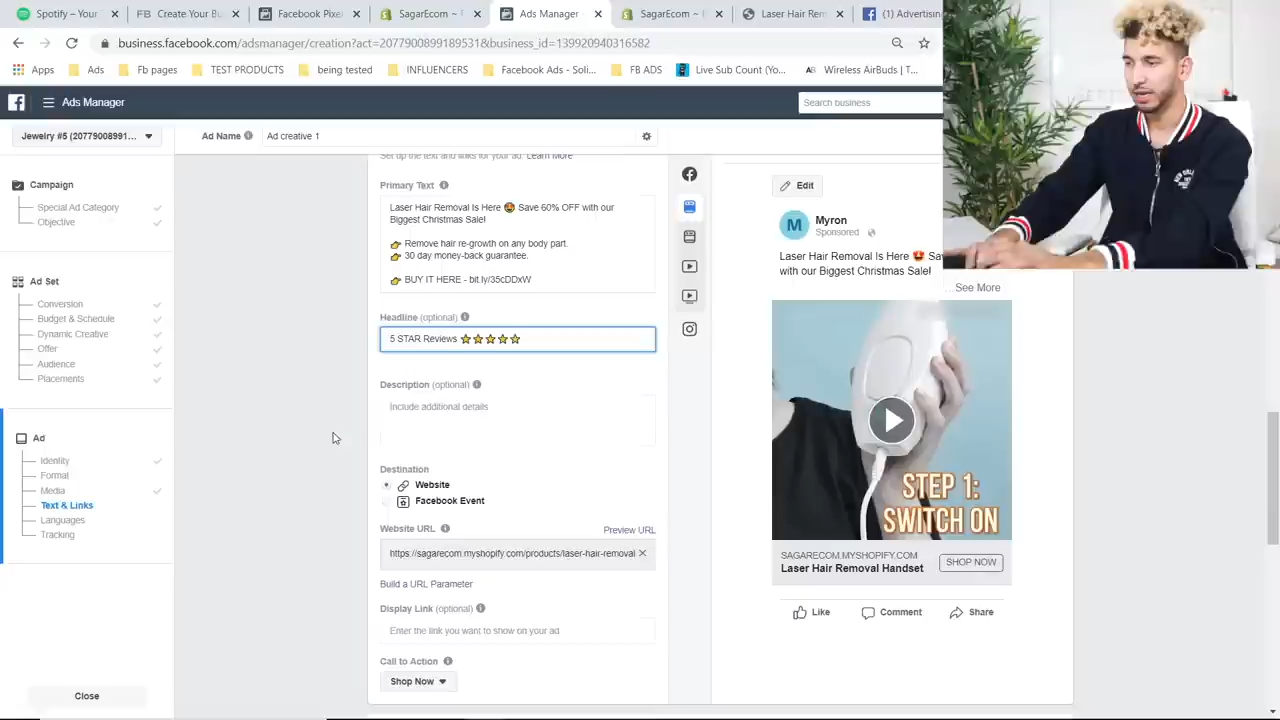 Spotify –
Create Your Bu
Facebook Pixe
SagarEcom ~ F
Ads Manager
SagarEcom ~ F
Laser Hair Rem
(1) Advertising
business.facebook.com/adsmanager/creation?act=2077900899189531&business_id=139920940316582
Apps
Ads
Fb pages
TEST PRODUCTS
being tested
INFLUENCERS
Facebook Ads - Soli...
FB ADS
Live Sub Count (Yo...
Wireless AirBuds | T...
Ads Manager
Search business
Jewelry #5 (20779008991...
Ad Name
Ad creative 1
Campaign
Special Ad Category
Objective
Ad Set
Conversion
Budget & Schedule
Dynamic Creative
Offer
Audience
Placements
Ad
Identity
Format
Media
Text & Links
Languages
Tracking
Close
Set up the text and links for your ad. Learn More
Primary Text
Laser Hair Removal Is Here 😍 Save 60% OFF with our
Biggest Christmas Sale!
👉 Remove hair re-growth on any body part.
👉 30 day money-back guarantee.
👉 BUY IT HERE - bit.ly/35cDDxW
Headline (optional)
5 STAR Reviews ⭐⭐⭐⭐⭐
Description (optional)
Include additional details
Destination
Website
Facebook Event
Website URL
Preview URL
https://sagarecom.myshopify.com/products/laser-hair-removal
Build a URL Parameter
Display Link (optional)
Enter the link you want to show on your ad
Call to Action
Shop Now
Edit
M
Myron
Sponsored
Laser Hair Removal Is Here 😍 Sa
with our Biggest Christmas Sale!
...See More
STEP 1:
SWITCH ON
SAGARECOM.MYSHOPIFY.COM
Laser Hair Removal Handset
SHOP NOW
Like
Comment
Share